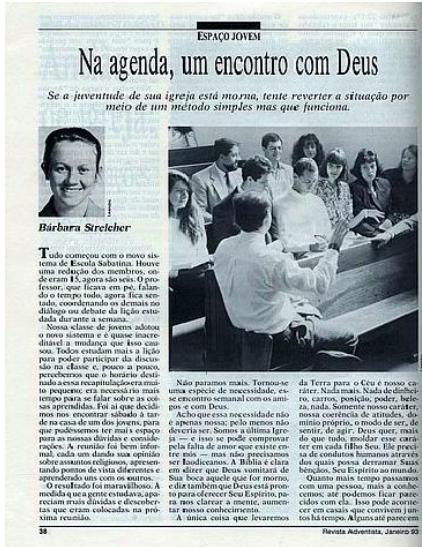 ESPAÇO JOVEM
Na agenda, um encontro com Deus
Se a juventude de sua igreja está morna, tente reverter a situação por
meio de um método simples mas que funciona.
Bárbara Streicher
Tudo começou com o novo sis-
tema de Escola Sabatina. Houve
uma redução dos membros, on-
de eram 15, agora são seis. O pro-
fessor, que ficava em pé, falan-
do o tempo todo, agora fica sen-
tado, coordenando os demais no
diálogo ou debate da lição estu-
dada durante a semana.
Nossa classe de jovens adotou
o novo sistema e é quase inacre-
ditável a mudança que isso cau-
sou. Todos estudam mais a lição
para poder participar da discus-
são na classe e, pouco a pouco,
percebemos que o horário desti-
nado a essa recapitulação era mui-
to pequeno; era necessário mais
tempo para se falar sobre as coi-
sas aprendidas. Foi aí que decidi-
mos nos encontrar sábado à tar-
de na casa de um dos jovens, para
que pudéssemos ter mais espaço
para as nossas dúvidas e conside-
rações. A reunião foi bem infor-
mal, cada um dando sua opinião
sobre assuntos religiosos, apresen-
tando pontos de vista diferentes e
aprendendo uns com os outros.
O resultado foi maravilhoso. À
medida que a gente estudava, apa-
reciam mais dúvidas e descober-
tas que eram colocadas na pró-
xima reunião.
Não paramos mais. Tornou-se
uma espécie de necessidade, es-
se encontro semanal com os ami-
gos e com Deus.
Acho que essa necessidade não
é apenas nossa; pelo menos não
deveria ser. Somos a última Igre-
ja — e isso se pode comprovar
pela falta de amor que existe en-
tre nós — mas não precisamos
ser laodiceanos. A Bíblia é clara
em dizer que Deus vomitará de
Sua boca aquele que for morno,
e diz também que Deus está pron-
to para oferecer Seu Espírito, pa-
ra nos clarear a mente, aumen-
tar nosso conhecimento.
A única coisa que levaremos
da Terra para o Céu é nosso ca-
ráter. Nada mais. Nada de dinhei-
ro, carros, posição, poder, bele-
za, nada. Somente nosso caráter,
nossa coerência de atitudes, do-
mínio próprio, o modo de ser, de
sentir, de agir. Deus quer, mais
do que tudo, moldar esse cará-
ter em cada filho Seu. Ele preci-
sa de condutos humanos através
dos quais possa derramar Suas
bênçãos, Seu Espírito ao mundo.
Quanto mais tempo passamos
com uma pessoa, mais a conhe-
cemos; até podemos ficar pare-
cidos com ela. Isso pode aconte-
cer em casais que convivem jun-
tos há tempo. Alguns até parecem
38
Revista Adventista, Janeiro 93